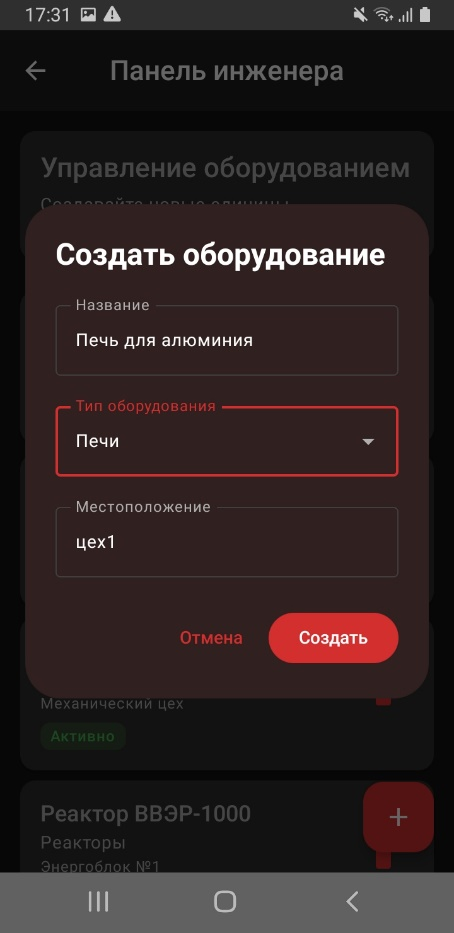 17:31
Панель инженера
Управление оборудованием
Создавайте новые единицы
Создать оборудование
Название
Печь для алюминия
Тип оборудования
Печи
Местоположение
цех1
Отмена
Создать
Механический цех
Активно
Реактор ВВЭР-1000
Реакторы
Энергоблок №1